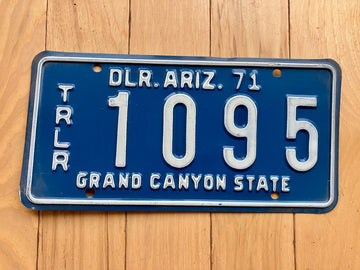 DLR. ARIZ. 71
TRLR
1095
GRAND CANYON STATE